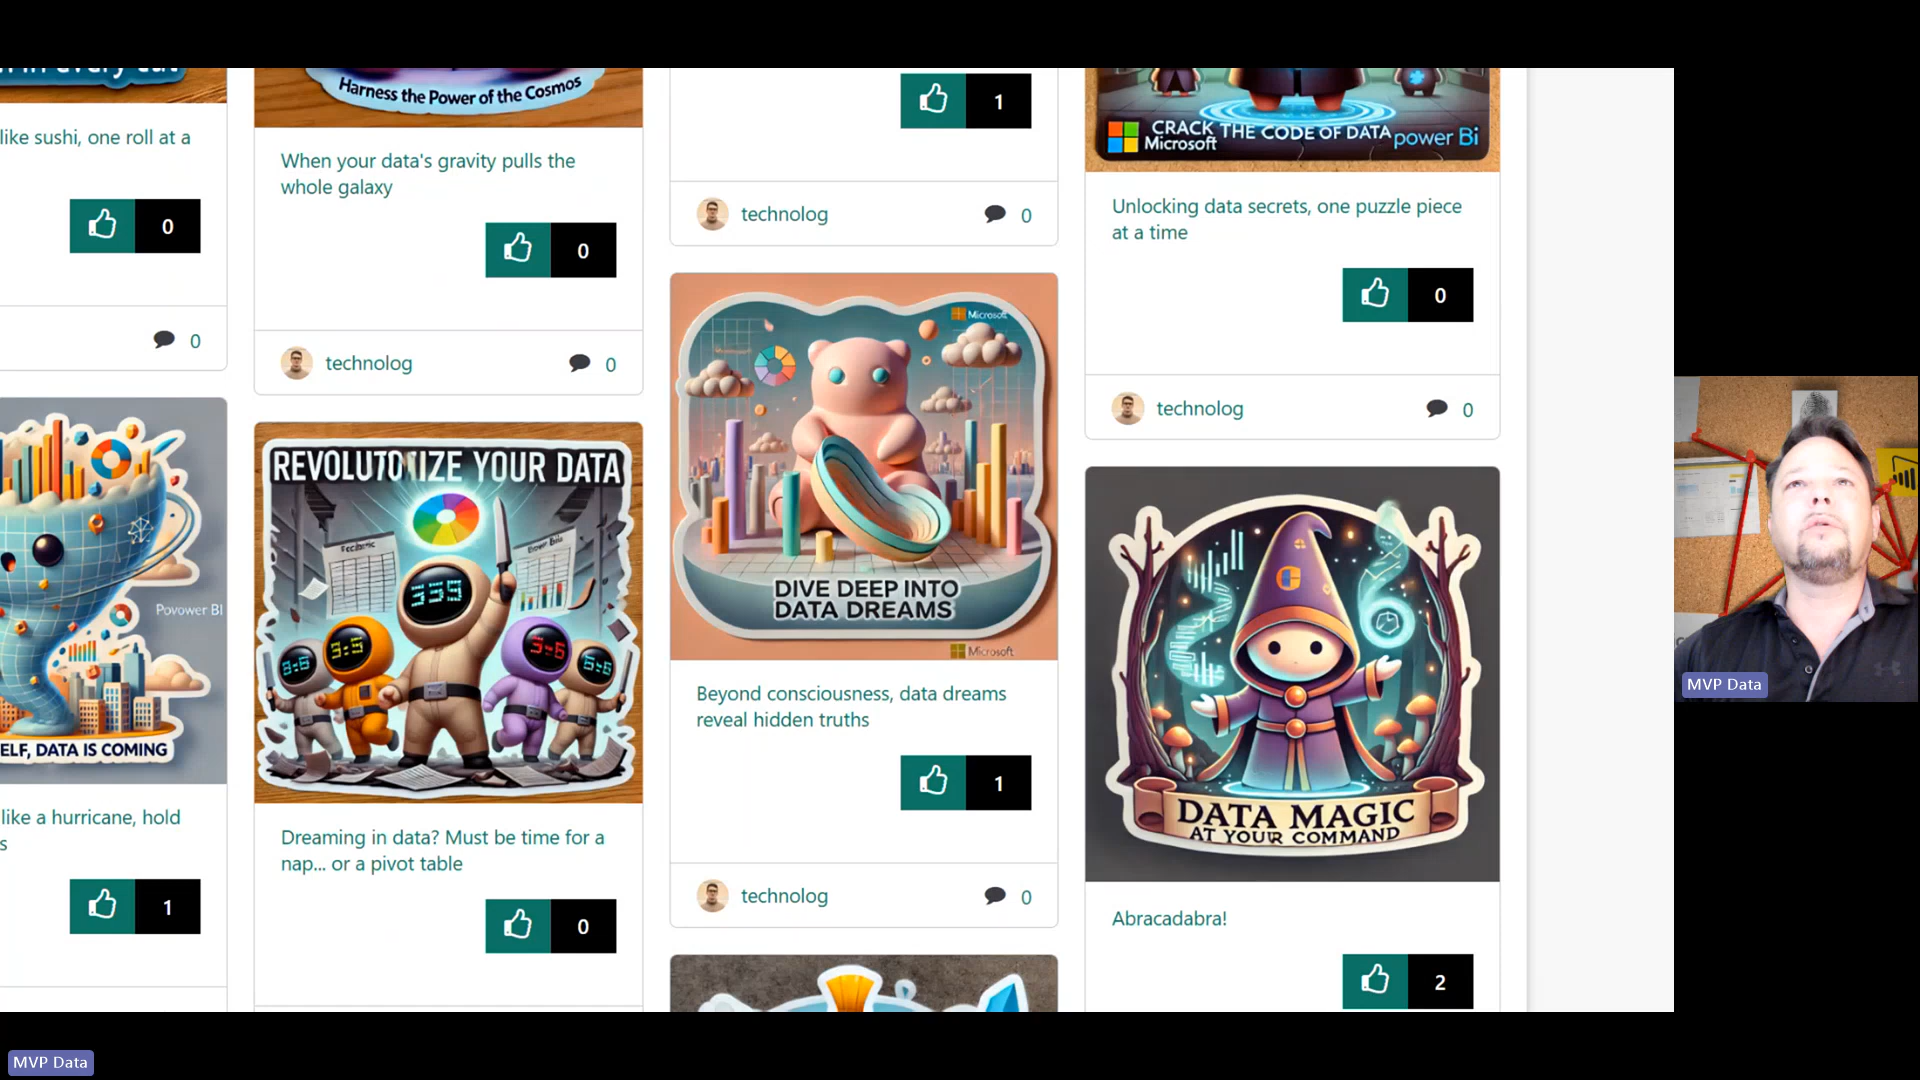 like sushi, one roll at a
0
0
Harness the Power of the Cosmos
When your data's gravity pulls the
whole galaxy
0
technolog
0
1
technolog
0
CRACK THE CODE OF DATA
Microsoft
power Bi
Unlocking data secrets, one puzzle piece
at a time
0
technolog
0
Povower BI
ELF, DATA IS COMING
like a hurricane, hold
s
1
REVOLUTO
IZE YOUR DATA
359
Dreaming in data? Must be time for a
nap... or a pivot table
0
Microsoft
DIVE DEEP INTO
DATA DREAMS
Microsoft
Beyond consciousness, data dreams
reveal hidden truths
1
technolog
0
DATA MAGIC
AT YOUR COMMAND
Abracadabra!
2
MVP Data
MVP Data